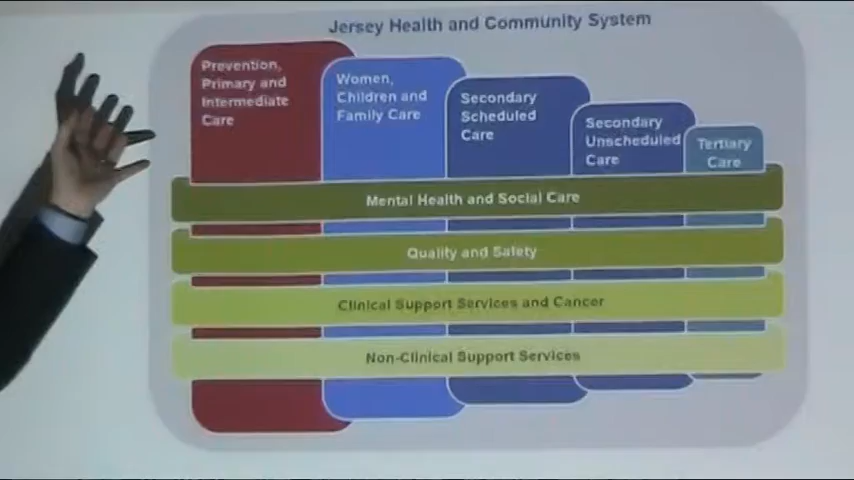 Jersey Health and Community System
Prevention,
Primary and
Intermediate
Care
Women,
Children and
Family Care
Secondary
Scheduled
Care
Secondary
Unscheduled
Care
Tertiary
Care
Mental Health and Social Care
Quality and Safety
Clinical Support Services and Cancer
Non-Clinical Support Services